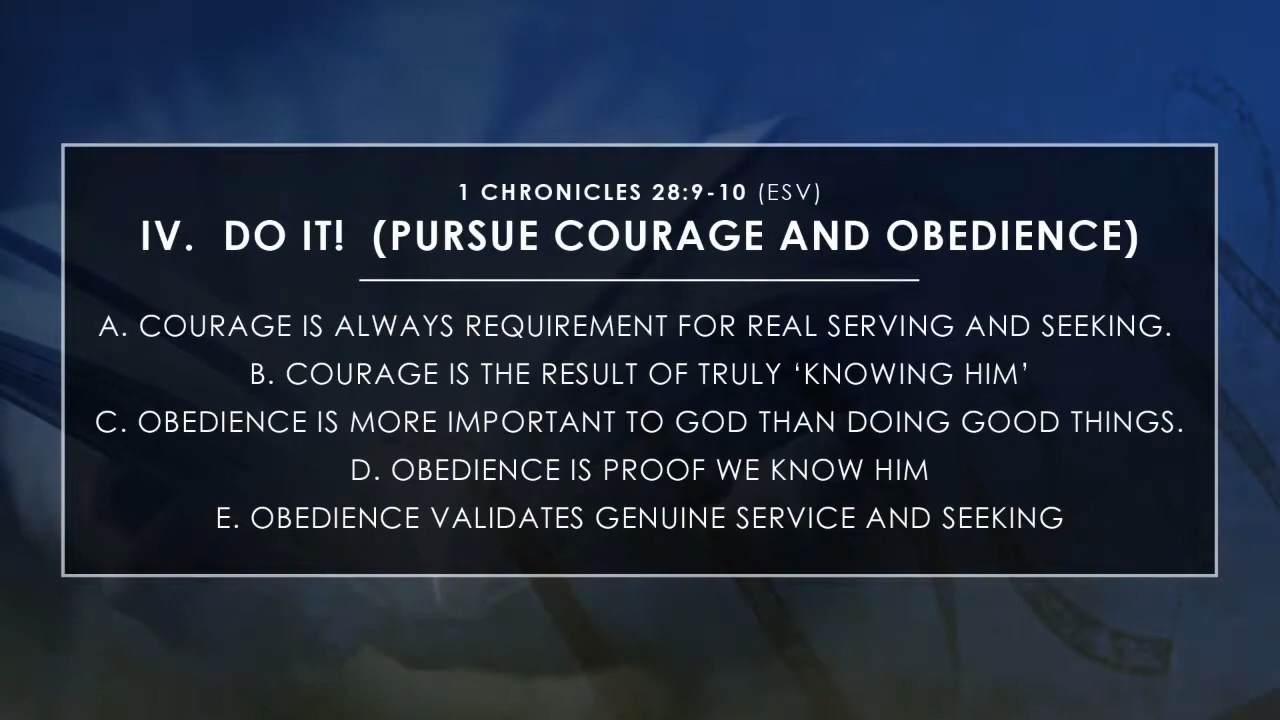 1 CHRONICLES 28:9-10 (ESV)
IV. DO IT! (PURSUE COURAGE AND OBEDIENCE)
A. COURAGE IS ALWAYS REQUIREMENT FOR REAL SERVING AND SEEKING.
B. COURAGE IS THE RESULT OF TRULY ‘KNOWING HIM’
C. OBEDIENCE IS MORE IMPORTANT TO GOD THAN DOING GOOD THINGS.
D. OBEDIENCE IS PROOF WE KNOW HIM
E. OBEDIENCE VALIDATES GENUINE SERVICE AND SEEKING